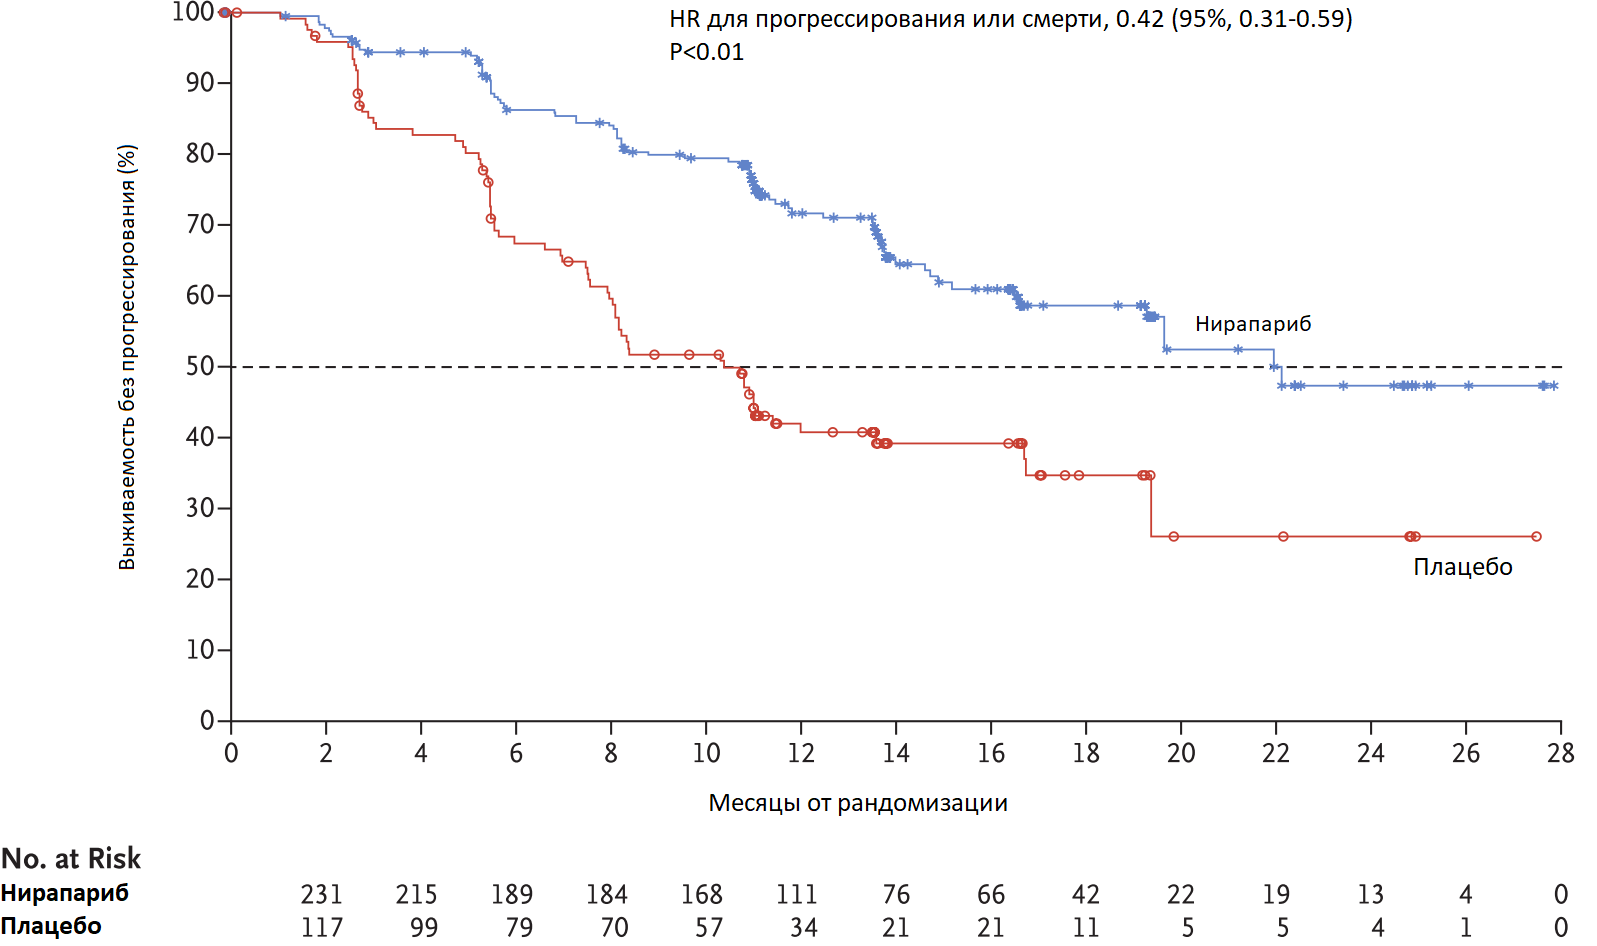 HR для прогрессирования или смерти, 0.42 (95%, 0.31-0.59)
P<0.01
Выживаемость без прогрессирования (%)
100
90
80
70
60
50
40
30
20
10
0
Нирапариб
Плацебо
0 2 4 6 8 10 12 14 16 18 20 22 24 26 28
Месяцы от рандомизации
No. at Risk
Нирапариб 231 215 189 184 168 111 76 66 42 22 19 13 4 0
Плацебо 117 99 79 70 57 34 21 21 11 5 5 4 1 0